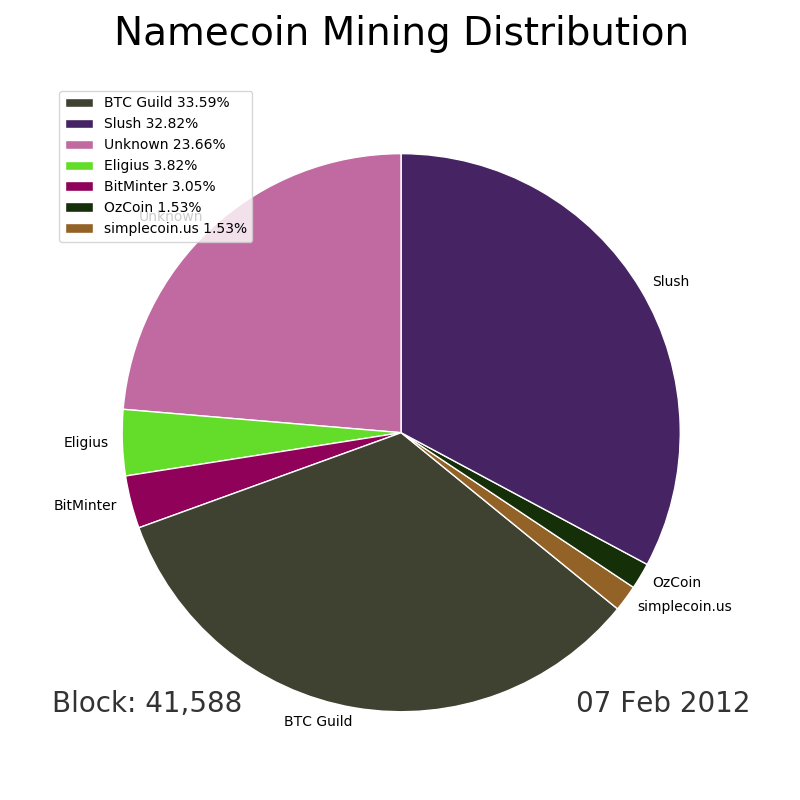 Namecoin Mining Distribution
BTC Guild 33.59%
Slush 32.82%
Unknown 23.66%
Eligius 3.82%
BitMinter 3.05%
OzCoin 1.53%
simplecoin.us 1.53%
Unknown
Slush
Eligius
BitMinter
OzCoin
simplecoin.us
BTC Guild
Block: 41,588
07 Feb 2012